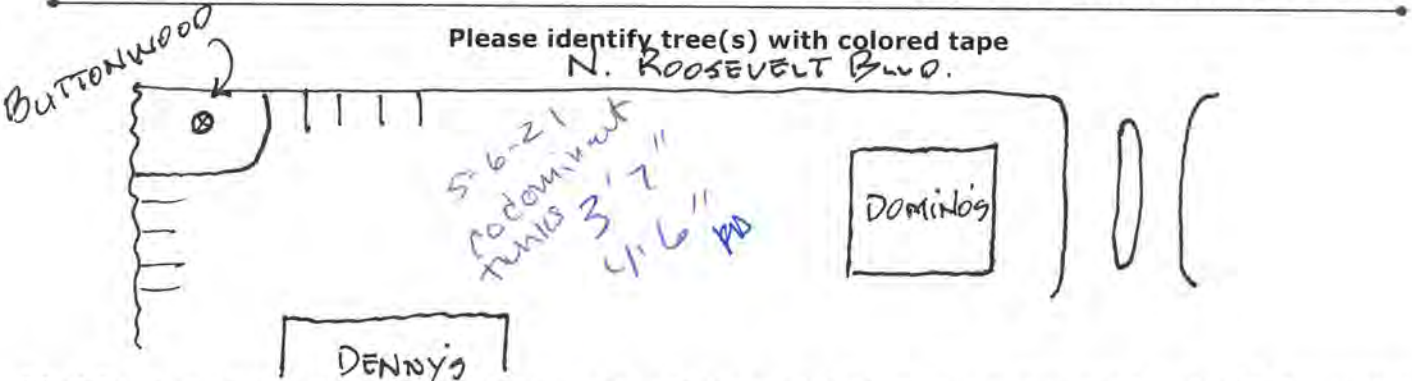 Please identify tree(s) with colored tape
N. ROOSEVELT BLVD.
BUTTONWOOD
5-6-21
codominant
trunks 3' 7"
4' 6"
DOMINO'S
DENNY'S